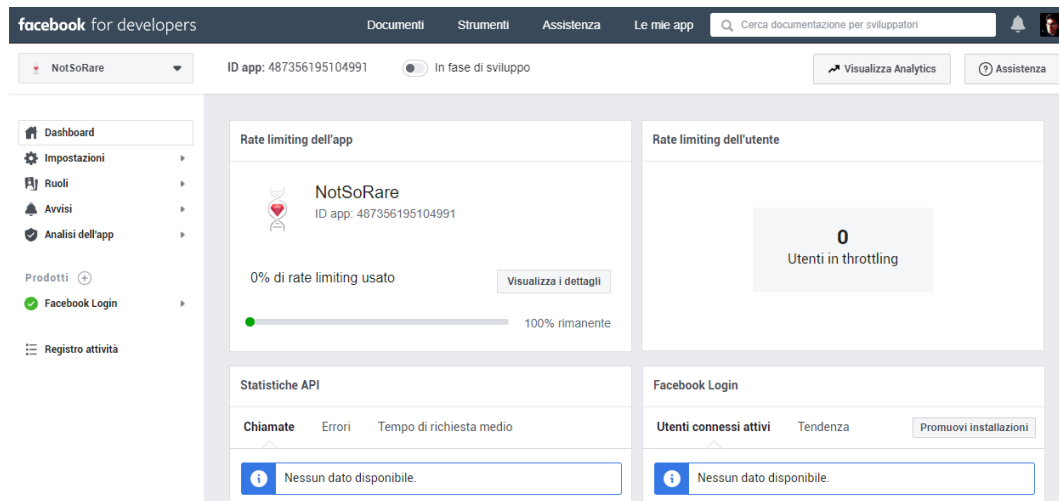 facebook for developers Documenti Strumenti Assistenza Le mie app Cerca documentazione per sviluppatori
NotSoRare ID app: 487356195104991 In fase di sviluppo Visualizza Analytics Assistenza
Dashboard
Impostazioni
Ruoli
Avvisi
Analisi dell'app
Prodotti
Facebook Login
Registro attività
Rate limiting dell'app
NotSoRare
ID app: 487356195104991
0% di rate limiting usato Visualizza i dettagli
100% rimanente
Rate limiting dell'utente
0
Utenti in throttling
Statistiche API
Chiamate Errori Tempo di richiesta medio
Nessun dato disponibile.
Facebook Login
Utenti connessi attivi Tendenza Promuovi installazioni
Nessun dato disponibile.